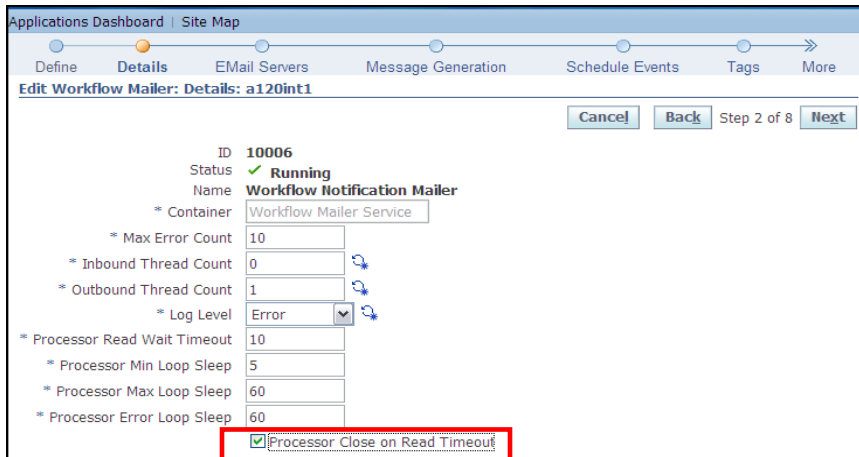 Applications Dashboard | Site Map
Define Details EMail Servers Message Generation Schedule Events Tags More
Edit Workflow Mailer: Details: a120int1
Cancel Back Step 2 of 8 Next
ID 10006
Status Running
Name Workflow Notification Mailer
* Container Workflow Mailer Service
* Max Error Count 10
* Inbound Thread Count 0
* Outbound Thread Count 1
* Log Level Error
* Processor Read Wait Timeout 10
* Processor Min Loop Sleep 5
* Processor Max Loop Sleep 60
* Processor Error Loop Sleep 60
Processor Close on Read Timeout